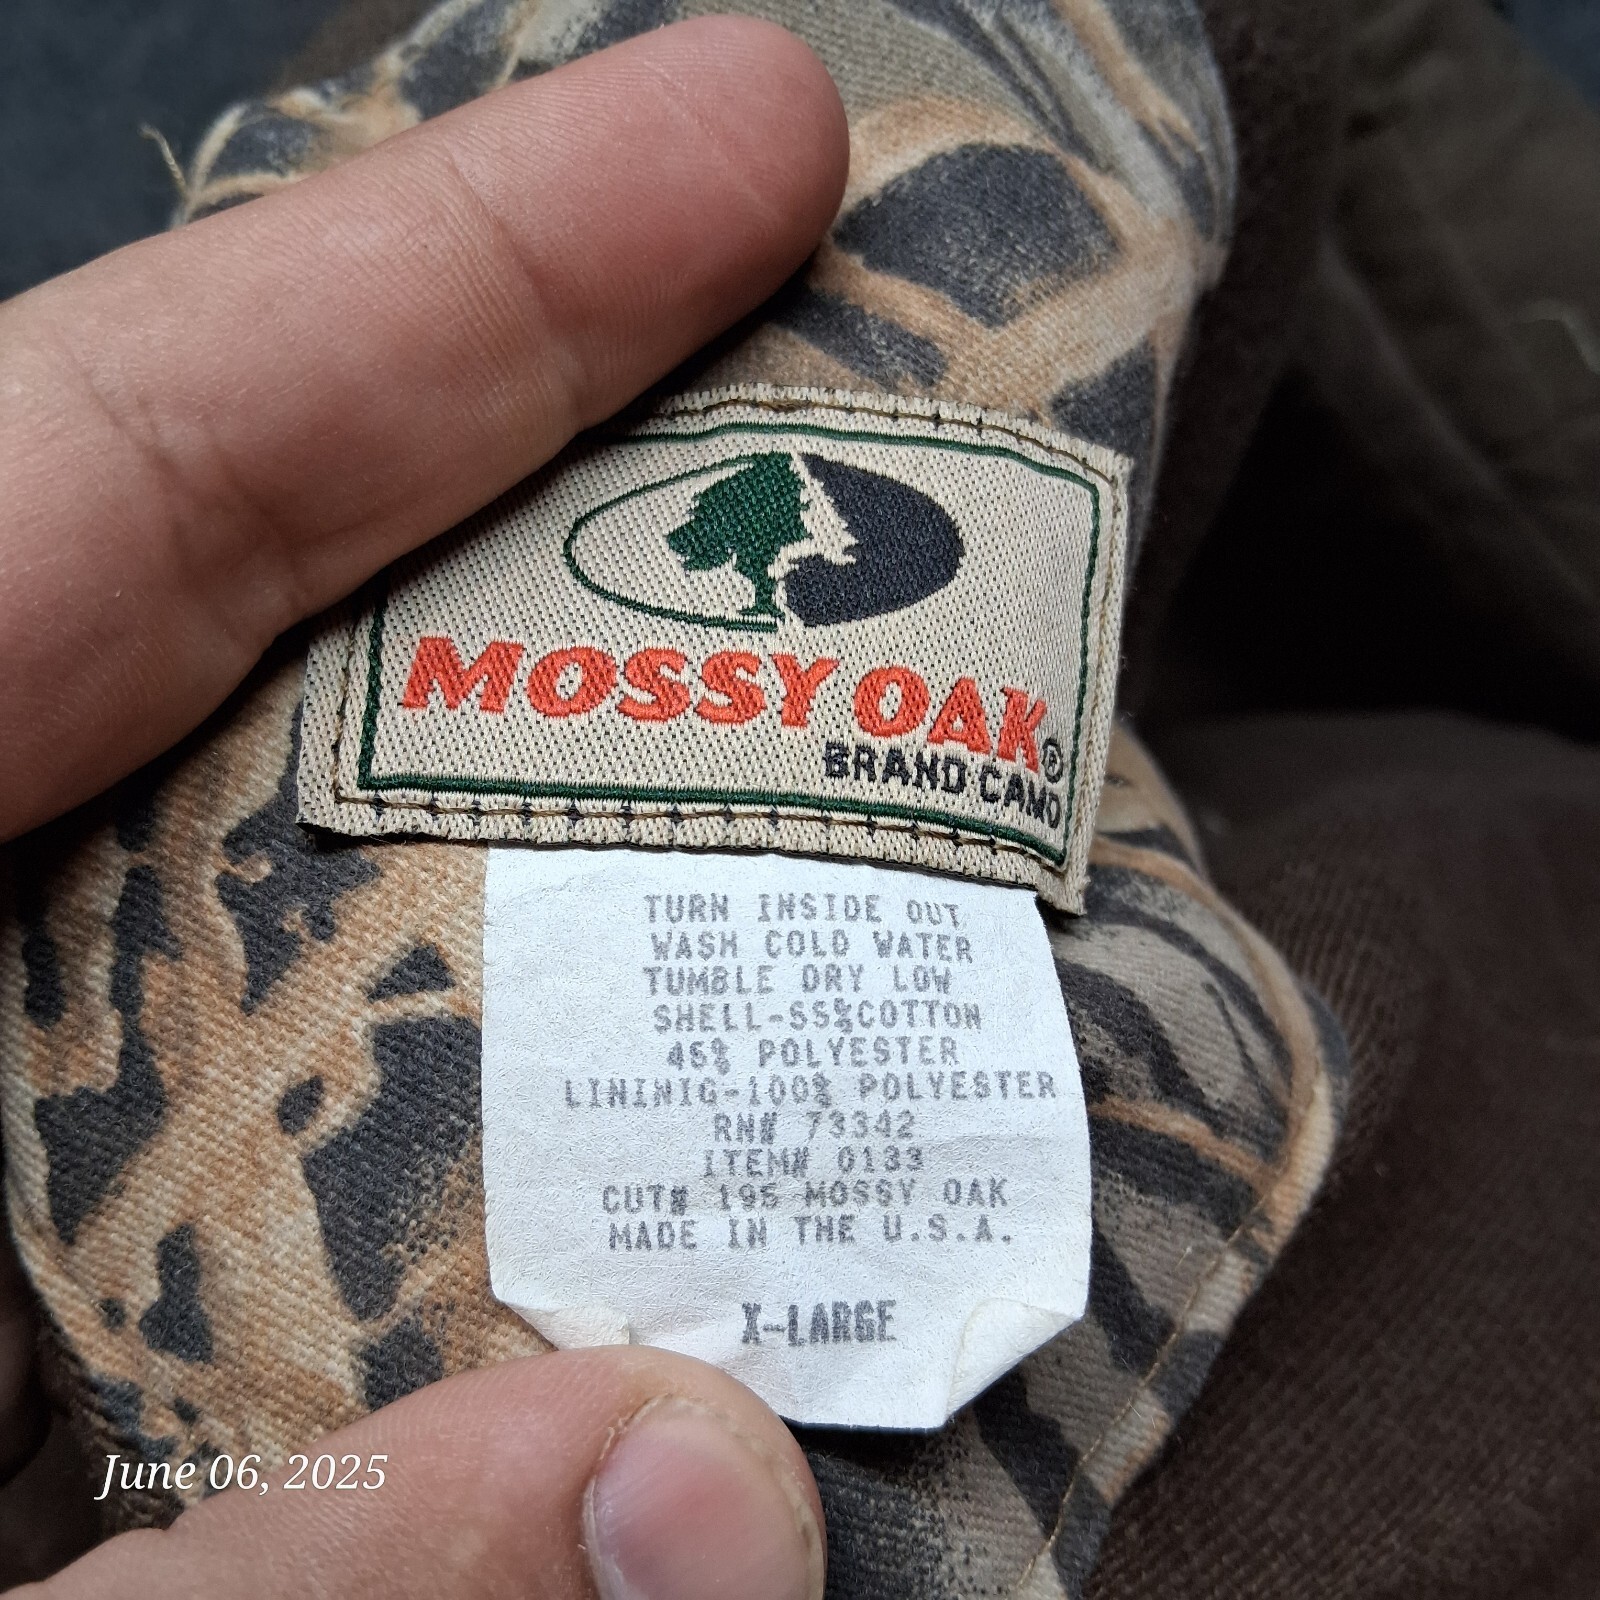 MOSSY OAK®
BRAND CAMO
TURN INSIDE OUT
WASH COLD WATER
TUMBLE DRY LOW
SHELL-55%COTTON
45% POLYESTER
LININIG-100% POLYESTER
RN# 73342
ITEM# 0133
CUT# 195 MOSSY OAK
MADE IN THE U.S.A.
X-LARGE
June 06, 2025